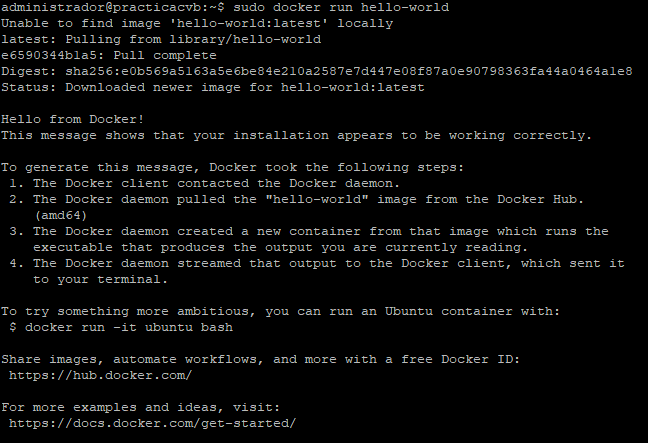 administrador@practicacvb:~$ sudo docker run hello-world
Unable to find image 'hello-world:latest' locally
latest: Pulling from library/hello-world
e6590344b1a5: Pull complete
Digest: sha256:e0b569a5163a5e6be84e210a2587e7d447e08f87a0e90798363fa44a0464a1e8
Status: Downloaded newer image for hello-world:latest

Hello from Docker!
This message shows that your installation appears to be working correctly.

To generate this message, Docker took the following steps:
 1. The Docker client contacted the Docker daemon.
 2. The Docker daemon pulled the "hello-world" image from the Docker Hub.
    (amd64)
 3. The Docker daemon created a new container from that image which runs the
    executable that produces the output you are currently reading.
 4. The Docker daemon streamed that output to the Docker client, which sent it
    to your terminal.

To try something more ambitious, you can run an Ubuntu container with:
 $ docker run -it ubuntu bash

Share images, automate workflows, and more with a free Docker ID:
 https://hub.docker.com/

For more examples and ideas, visit:
 https://docs.docker.com/get-started/